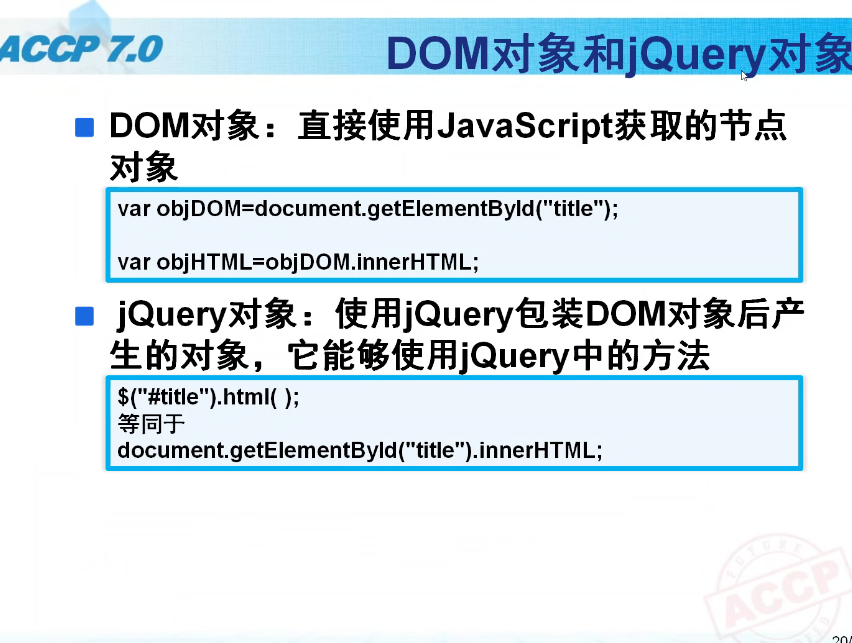 ACCP 7.0
DOM对象和jQuery对象
DOM对象：直接使用JavaScript获取的节点
对象
var objDOM=document.getElementById("title");
var objHTML=objDOM.innerHTML;
jQuery对象：使用jQuery包装DOM对象后产
生的对象，它能够使用jQuery中的方法
$("#title").html( );
等同于
document.getElementById("title").innerHTML;
FUTURE
ACCP
20/